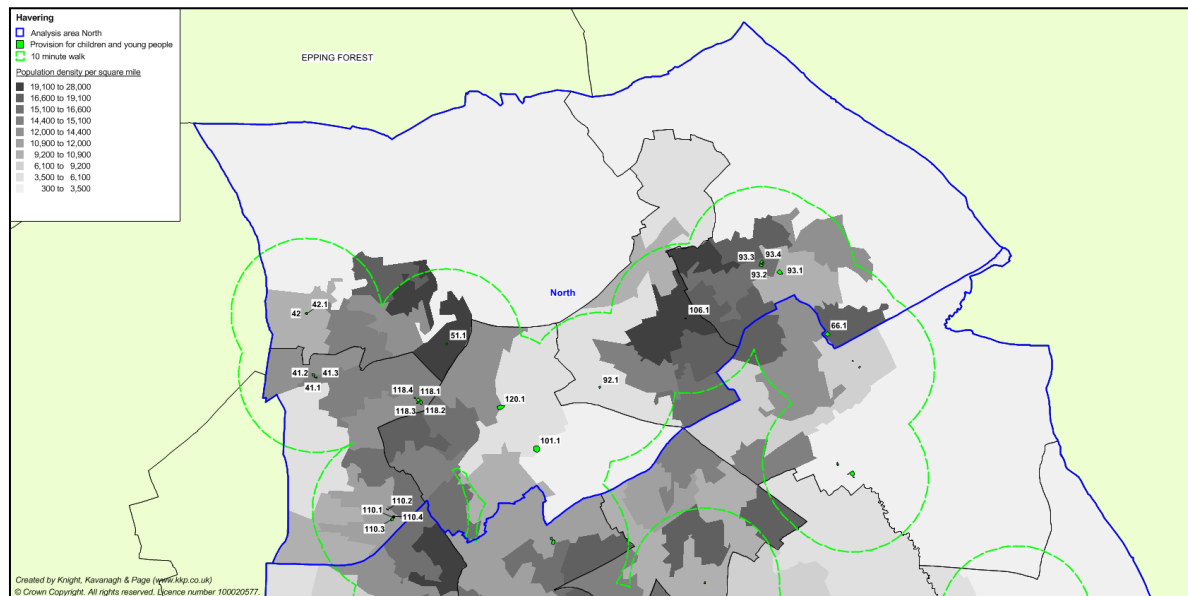 Havering
Analysis area North
Provision for children and young people
10 minute walk
Population density per square mile
19,100 to 28,000
16,600 to 19,100
15,100 to 16,600
14,400 to 15,100
12,000 to 14,400
10,900 to 12,000
9,200 to 10,900
6,100 to 9,200
3,500 to 6,100
300 to 3,500
EPPING FOREST
93.3
93.4
93.2
93.1
North
42.1
42
106.1
66.1
51.1
41.2
41.3
41.1
92.1
118.4
118.1
118.3
118.2
120.1
101.1
110.2
110.1
110.4
110.3
Created by Knight, Kavanagh & Page (www.kkp.co.uk)
© Crown Copyright. All rights reserved. Licence number 100020577.